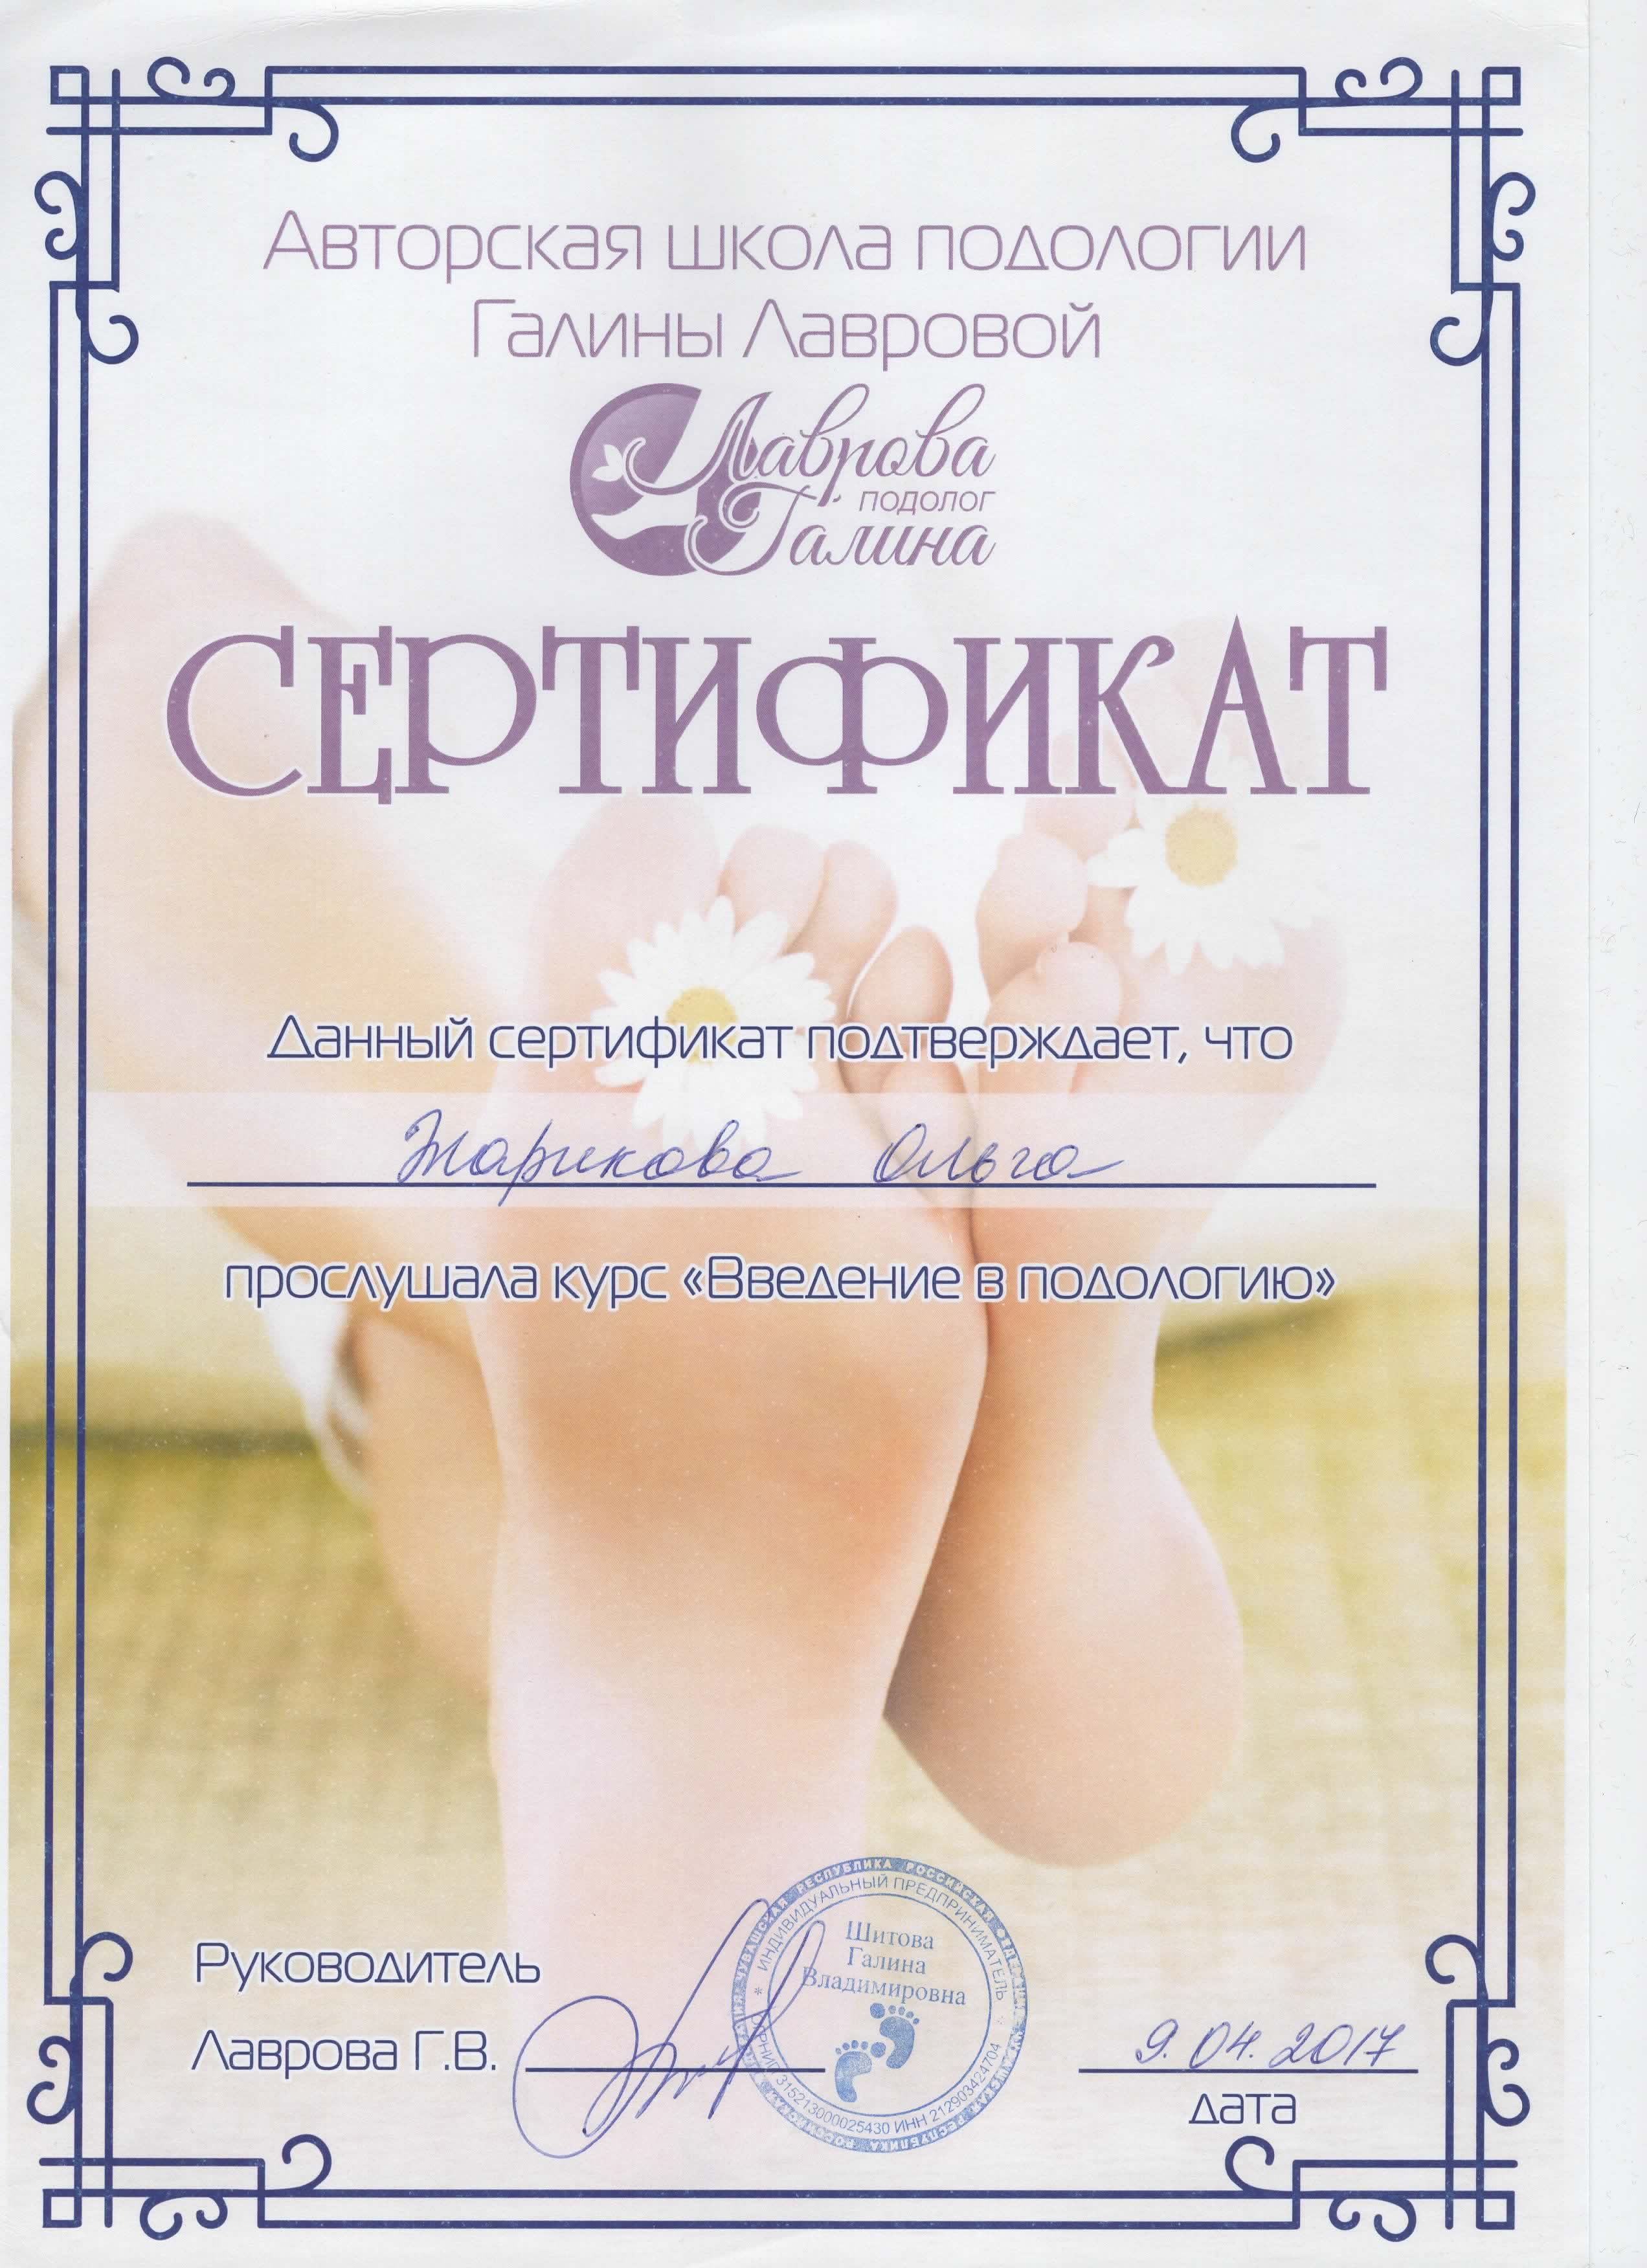 Авторская школа подологии
Галины Лавровой
Лаврова
подолог
Галина
СЕРТИФИКАТ
Данный сертификат подтверждает, что
Жарикова Ольга
прослушала курс «Введение в подологию»
Руководитель
Лаврова Г.В.
ЧУВАШСКАЯ РЕСПУБЛИКА РОССИЙСКАЯ ФЕДЕРАЦИЯ
* ИНДИВИДУАЛЬНЫЙ ПРЕДПРИНИМАТЕЛЬ *
Шитова
Галина
Владимировна
ОГРНИП 315213000025430 ИНН 212903424704
9.04.2017
дата